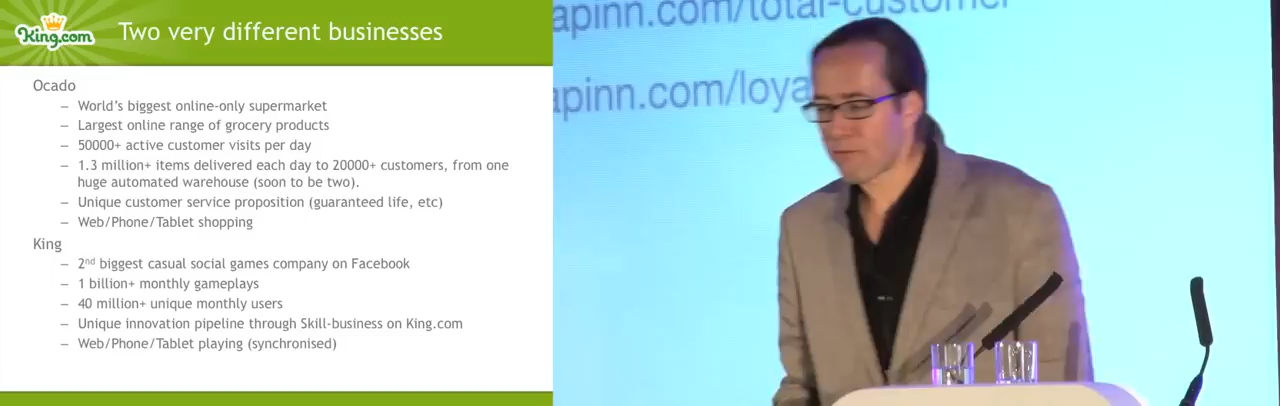 King.com
Two very different businesses
Ocado
– World's biggest online-only supermarket
– Largest online range of grocery products
– 50000+ active customer visits per day
– 1.3 million+ items delivered each day to 20000+ customers, from one
huge automated warehouse (soon to be two).
– Unique customer service proposition (guaranteed life, etc)
– Web/Phone/Tablet shopping
King
– 2nd biggest casual social games company on Facebook
– 1 billion+ monthly gameplays
– 40 million+ unique monthly users
– Unique innovation pipeline through Skill-business on King.com
– Web/Phone/Tablet playing (synchronised)
apinn.com/total-customer
apinn.com/loya